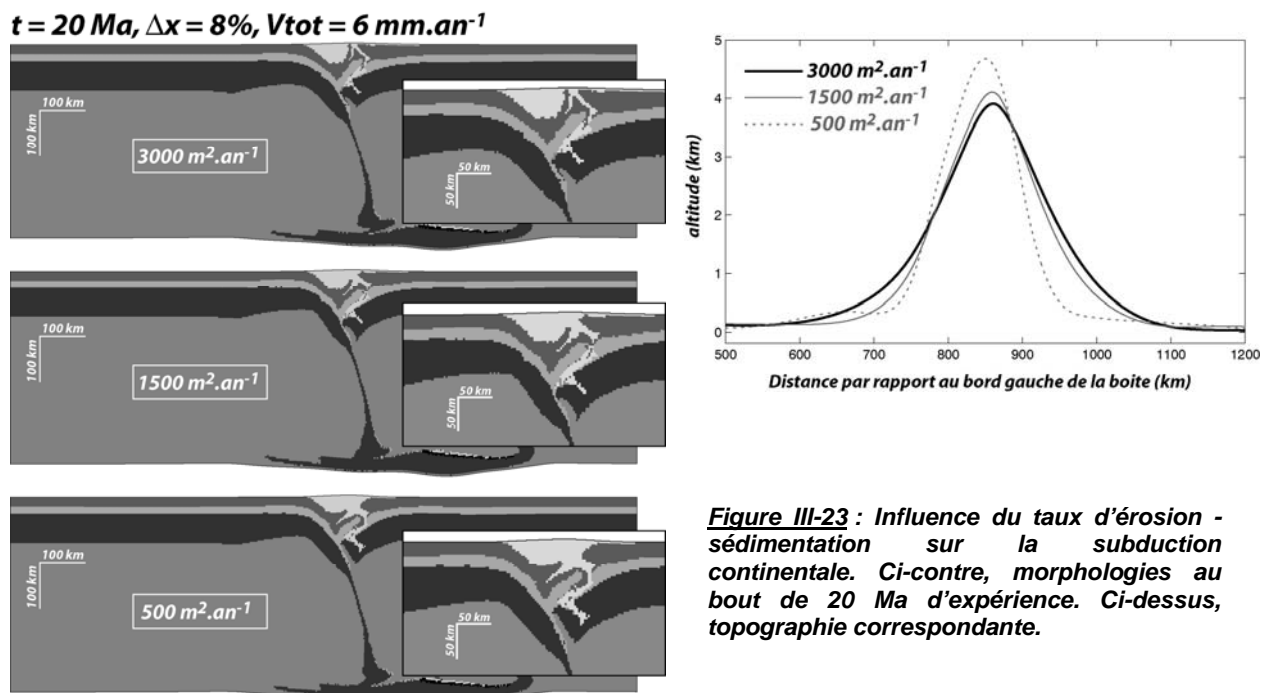 t = 20 Ma, Δx = 8%, Vtot = 6 mm.an⁻¹
100 km
100 km
3000 m².an⁻¹
50 km
50 km
100 km
100 km
1500 m².an⁻¹
50 km
50 km
100 km
100 km
500 m².an⁻¹
50 km
50 km
5
4
3
2
1
0
altitude (km)
3000 m².an⁻¹
1500 m².an⁻¹
500 m².an⁻¹
500 600 700 800 900 1000 1100 1200
Distance par rapport au bord gauche de la boite (km)
Figure III-23 : Influence du taux d'érosion -
sédimentation sur la subduction
continentale. Ci-contre, morphologies au
bout de 20 Ma d'expérience. Ci-dessus,
topographie correspondante.